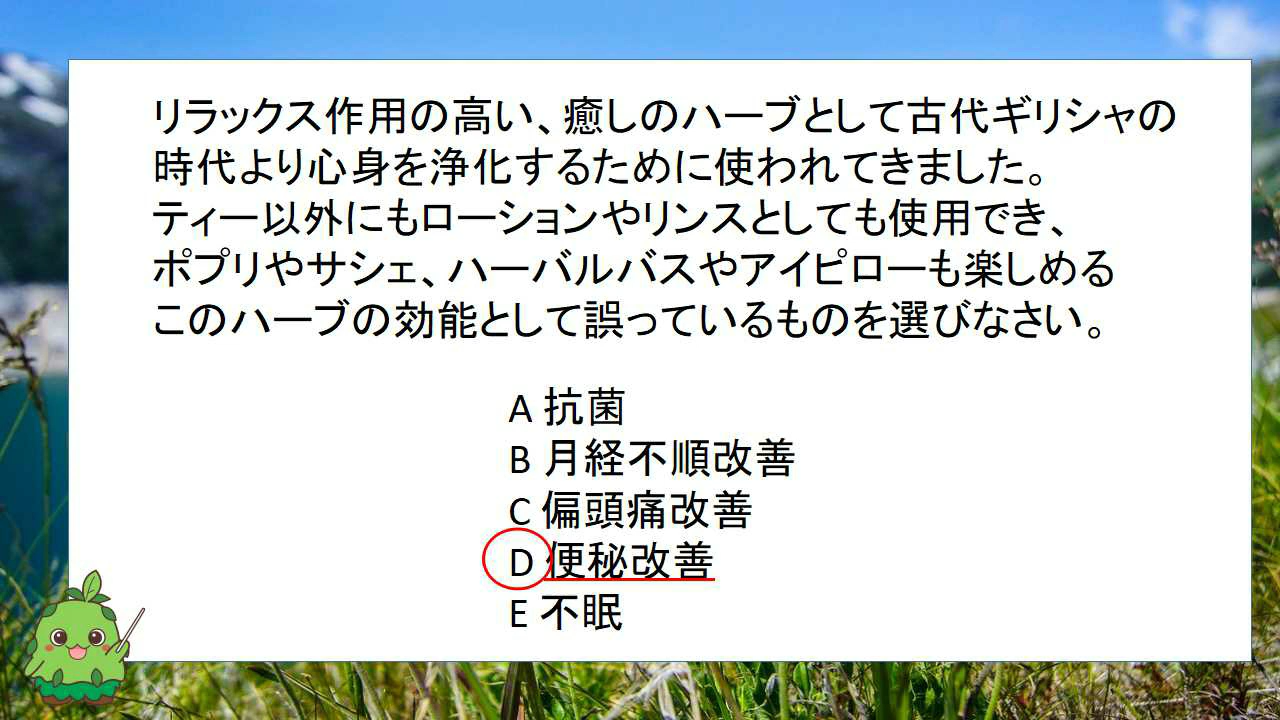 リラックス作用の高い、癒しのハーブとして古代ギリシャの
時代より心身を浄化するために使われてきました。
ティー以外にもローションやリンスとしても使用でき、
ポプリやサシェ、ハーバルバスやアイピローも楽しめる
このハーブの効能として誤っているものを選びなさい。
A 抗菌
B 月経不順改善
C 偏頭痛改善
D 便秘改善
E 不眠